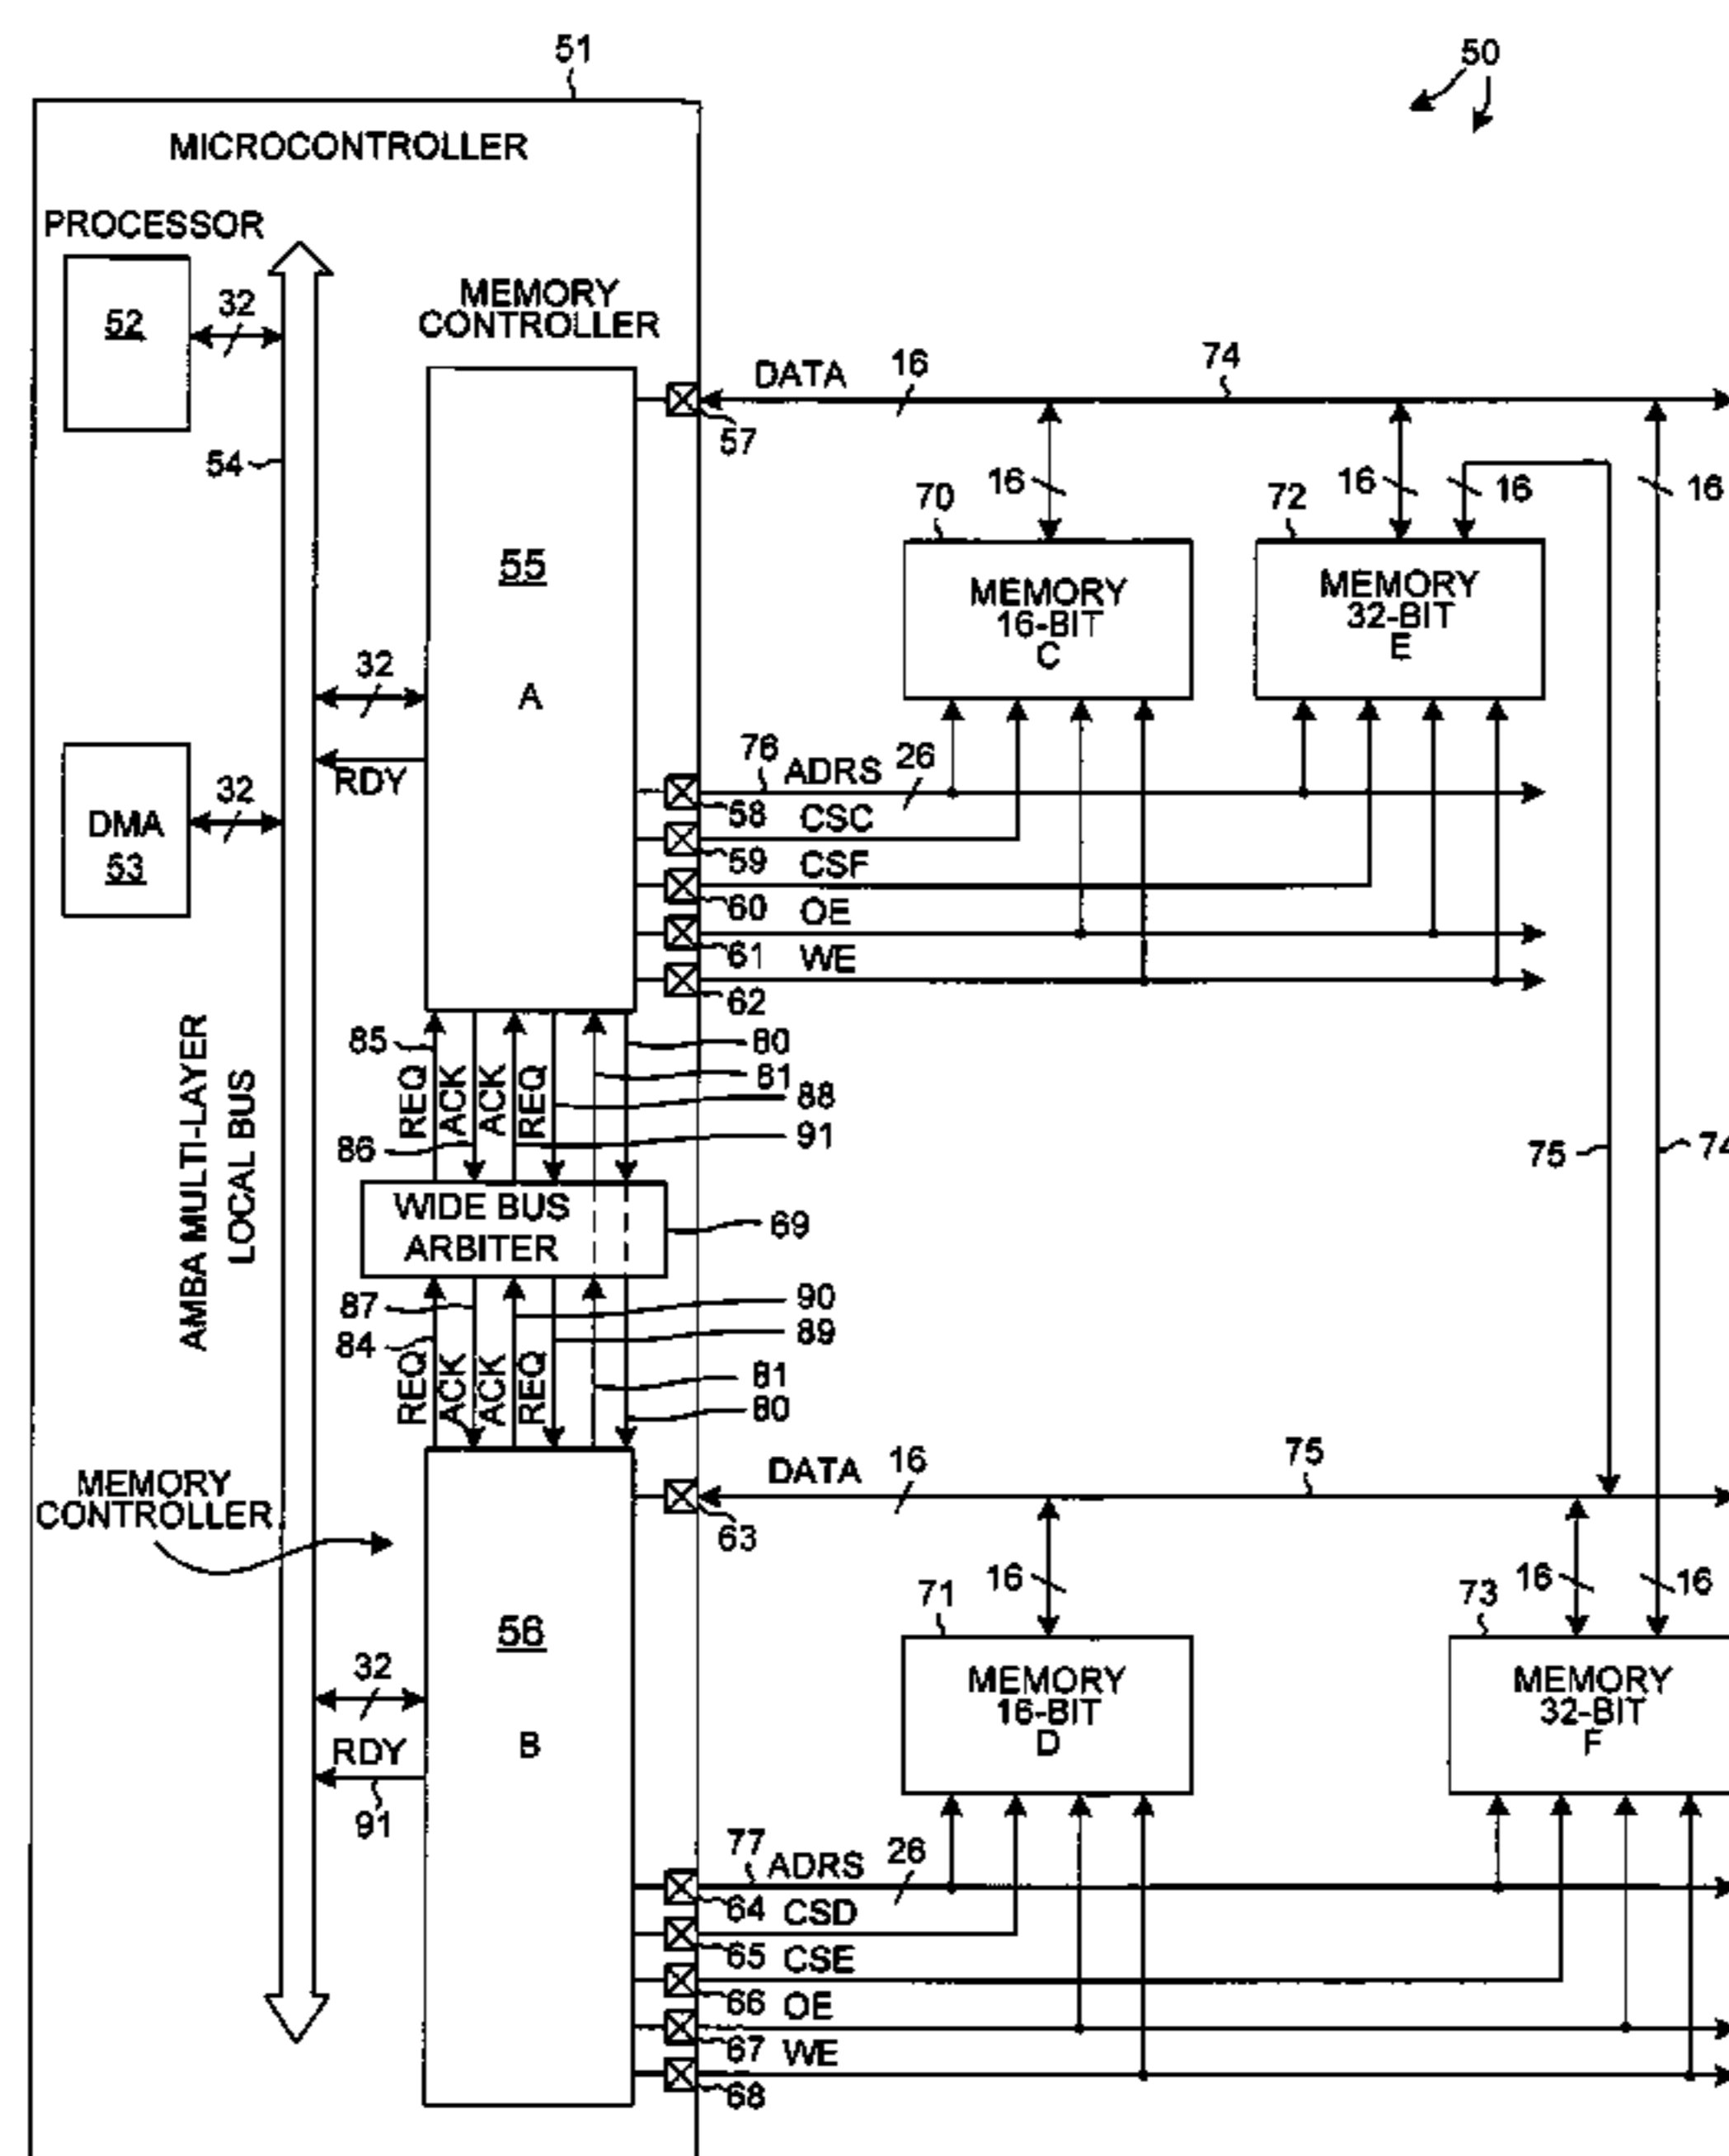 51
50
MICROCONTROLLER
PROCESSOR
52
32
MEMORY
CONTROLLER
DATA
16
74
57
54
16
70
16
16
72
16
55
MEMORY
16-BIT
C
MEMORY
32-BIT
E
32
A
RDY
76
ADRS
26
58
CSC
32
DMA
53
59
CSF
60
OE
61
WE
62
85
REQ
ACK
ACK
REQ
80
81
88
86
91
75
74
AMBA MULTI-LAYER
LOCAL BUS
WIDE BUS
ARBITER
69
87
90
84
89
REQ
ACK
ACK
REQ
81
80
MEMORY
CONTROLLER
DATA
16
75
63
16
71
16
16
73
56
MEMORY
16-BIT
D
MEMORY
32-BIT
F
32
B
RDY
91
77
ADRS
26
64
CSD
65
CSE
66
OE
67
WE
68